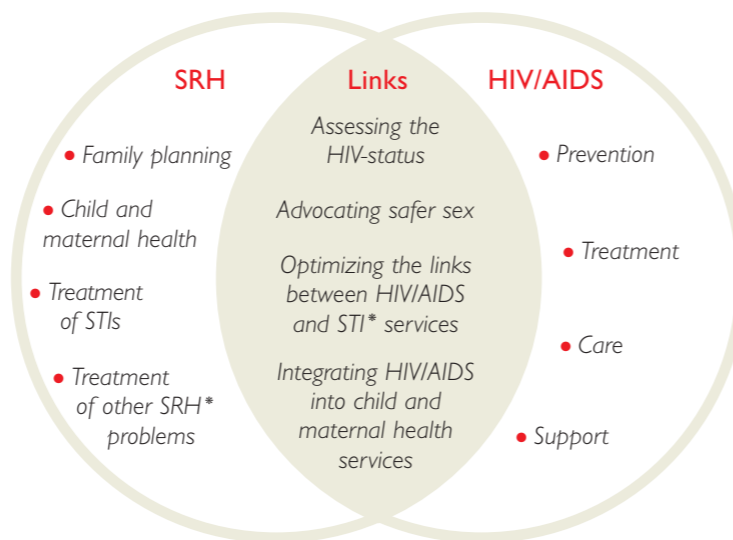 SRH
• Family planning
• Child and
maternal health
• Treatment
of STIs
• Treatment
of other SRH*
problems
Links
Assessing the
HIV-status
Advocating safer sex
Optimizing the links
between HIV/AIDS
and STI* services
Integrating HIV/AIDS
into child and
maternal health
services
HIV/AIDS
• Prevention
• Treatment
• Care
• Support